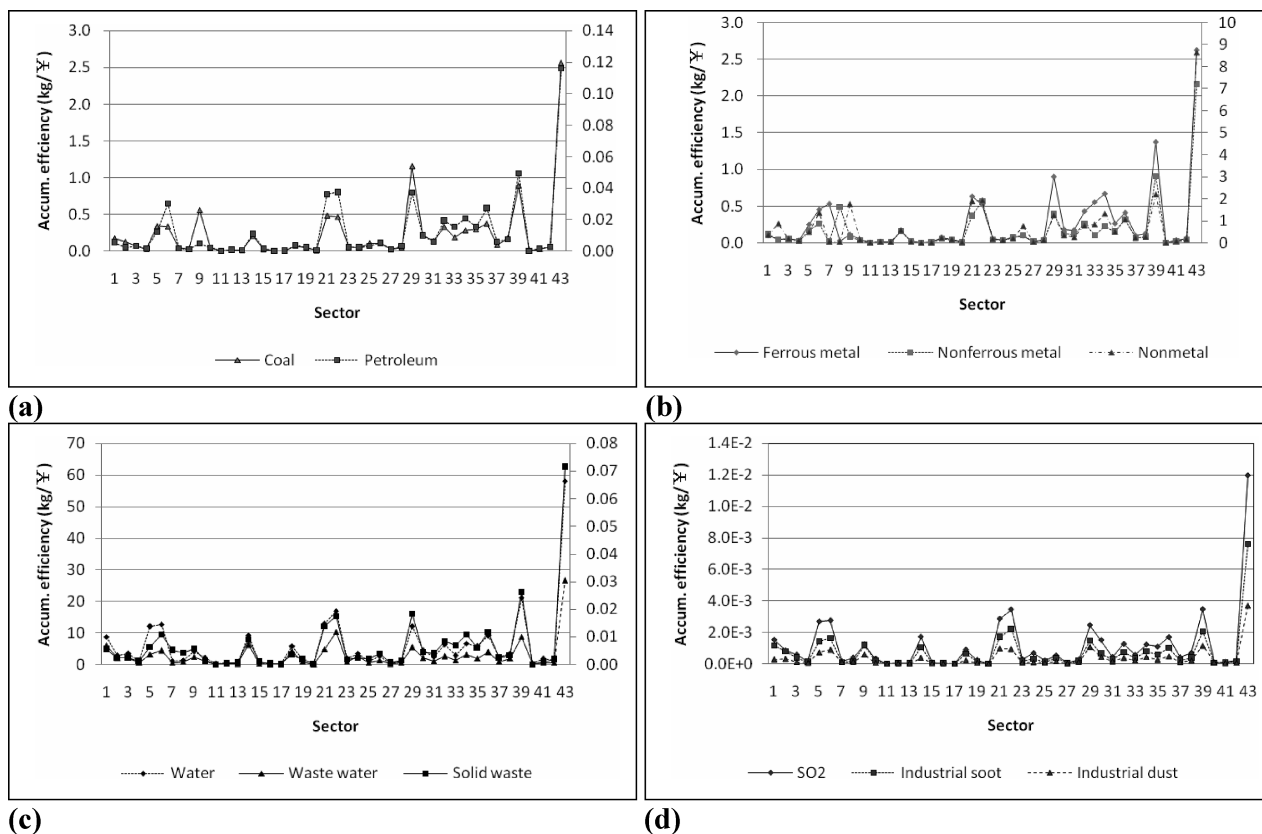 3.0 0.14
2.5 0.12
2.0 0.10
1.5 0.08
1.0 0.06
0.5 0.04
0.0 0.02
0.00
Accum. effciency (kg/¥)
1 3 5 7 9 11 13 15 17 19 21 23 25 27 29 31 33 35 37 39 41 43
Sector
Coal Petroleum
(a)
3.0 10
2.5 9
2.0 8
1.5 7
1.0 6
0.5 5
0.0 4
3
2
1
0
Accum. efficiency (kg/¥)
1 3 5 7 9 11 13 15 17 19 21 23 25 27 29 31 33 35 37 39 41 43
Sector
Ferrous metal Nonferrous metal Nonmetal
(b)
70 0.08
60 0.07
50 0.06
40 0.05
30 0.04
20 0.03
10 0.02
0 0.01
0.00
Accum. efficiency (kg/¥)
1 3 5 7 9 11 13 15 17 19 21 23 25 27 29 31 33 35 37 39 41 43
Sector
Water Waste water Solid waste
(c)
1.4E-2
1.2E-2
1.0E-2
8.0E-3
6.0E-3
4.0E-3
2.0E-3
0.0E+0
Accum. efficiency (kg/¥)
1 3 5 7 9 11 13 15 17 19 21 23 25 27 29 31 33 35 37 39 41 43
Sector
SO2 Industrial soot Industrial dust
(d)